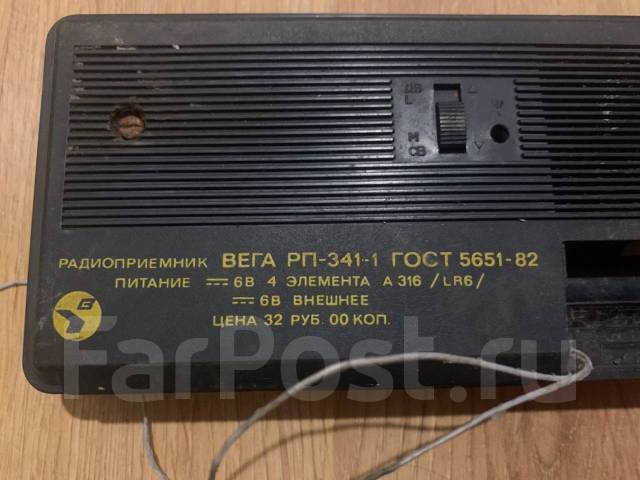 ДВ
L
М
СВ
РАДИОПРИЕМНИК ВЕГА РП-341-1 ГОСТ 5651-82
ПИТАНИЕ ⎓ 6В 4 ЭЛЕМЕНТА А 316 /LR6/
⎓ 6В ВНЕШНЕЕ
ЦЕНА 32 РУБ. 00 КОП.
FarPost.ru